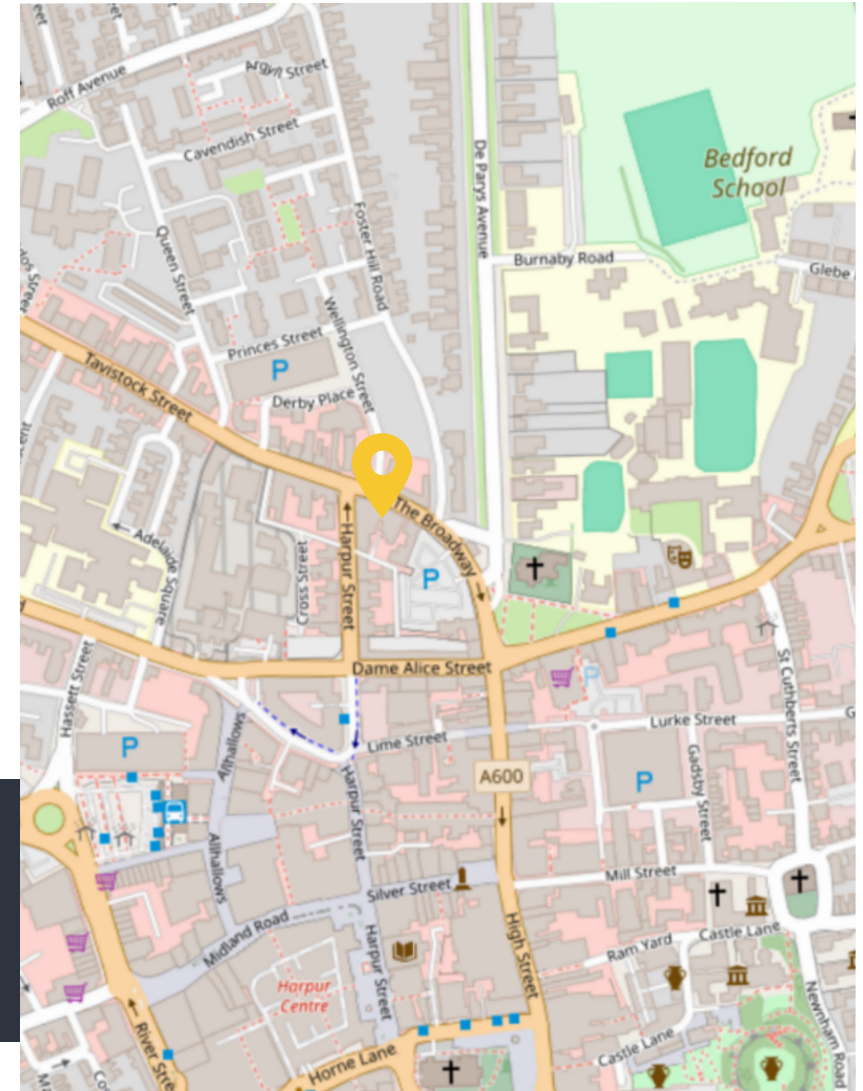 Roff Avenue
Argyll Street
Cavendish Street
De Parys Avenue
Bedford
School
Queen Street
Foster Hill Road
Burnaby Road
Glebe
Wellington Street
Princes Street
P
Tavistock Street
Derby Place
The Broadway
Harpur Street
Cross Street
Adelaide Square
P
Dame Alice Street
Hassett Street
St Cuthberts Street
P
Lurke Street
Lime Street
Allhallows
P
A600
Harpur Street
P
Gadsby Street
Allhallows
Mill Street
Silver Street
Midland Road
High Street
Harpur Street
Ram Yard
Castle Lane
Harpur
Centre
Newnham Road
River Stre
Horne Lane
Castle Lane